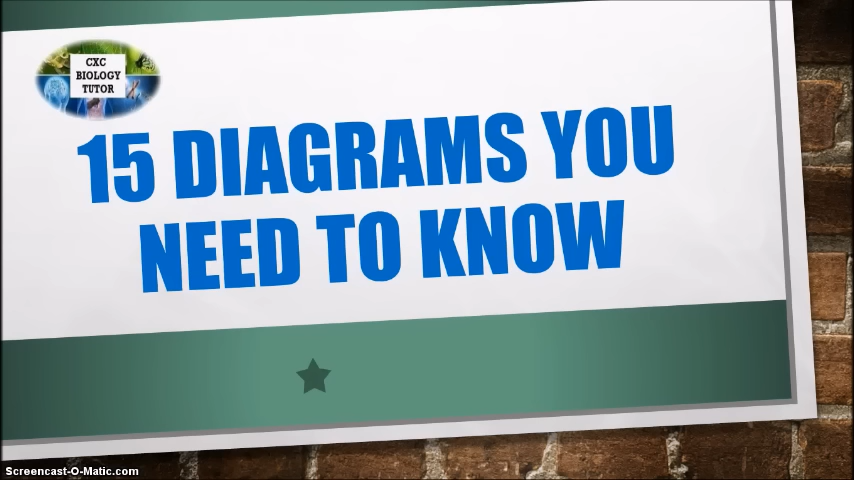 CXC
BIOLOGY
TUTOR
15 DIAGRAMS YOU
NEED TO KNOW
Screencast-O-Matic.com